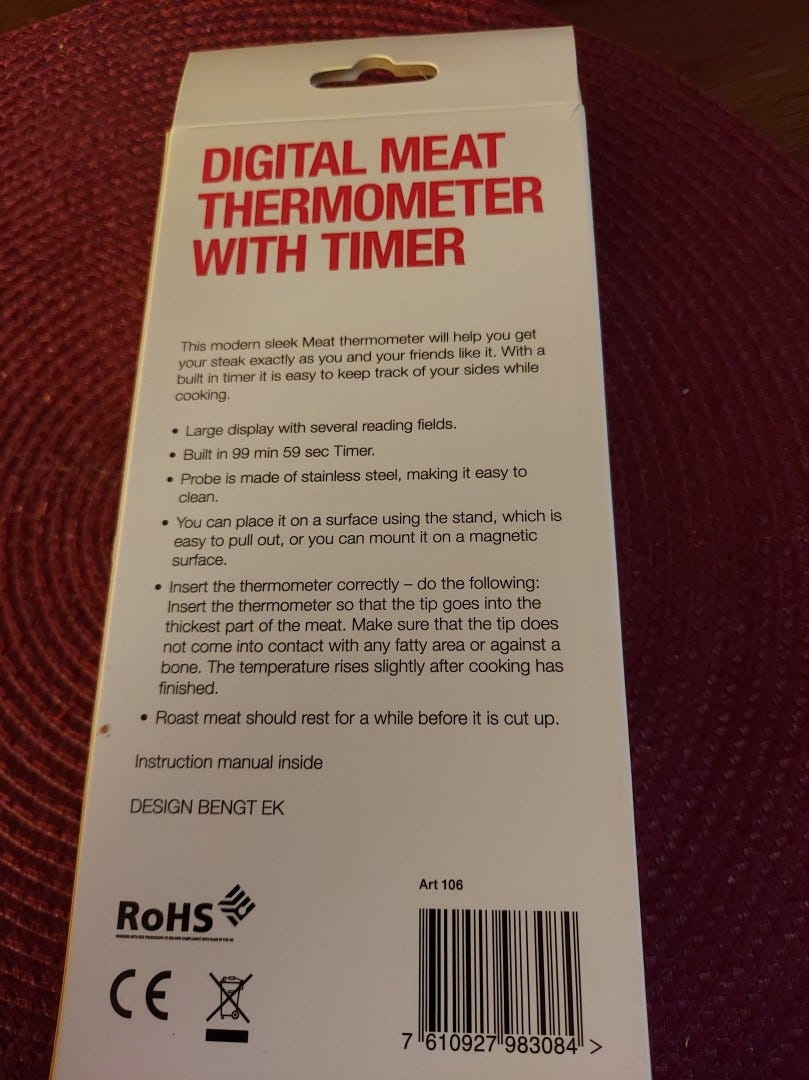 DIGITAL MEAT
THERMOMETER
WITH TIMER
This modern sleek Meat thermometer will help you get
your steak exactly as you and your friends like it. With a
built in timer it is easy to keep track of your sides while
cooking.
• Large display with several reading fields.
• Built in 99 min 59 sec Timer.
• Probe is made of stainless steel, making it easy to
clean.
• You can place it on a surface using the stand, which is
easy to pull out, or you can mount it on a magnetic
surface.
• Insert the thermometer correctly – do the following:
Insert the thermometer so that the tip goes into the
thickest part of the meat. Make sure that the tip does
not come into contact with any fatty area or against a
bone. The temperature rises slightly after cooking has
finished.
• Roast meat should rest for a while before it is cut up.
Instruction manual inside
DESIGN BENGT EK
Art 106
RoHS
CE
7 610927 983084 >